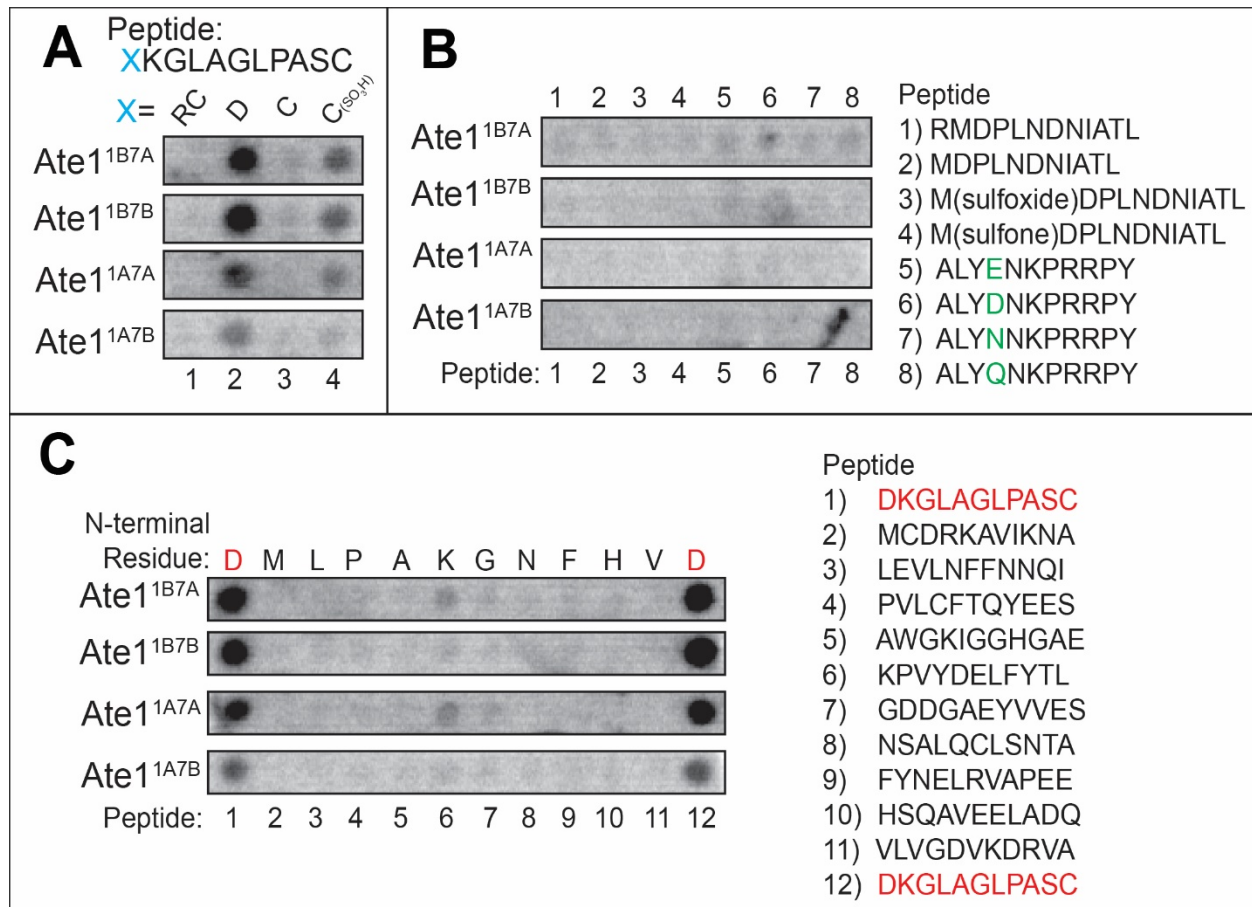 A
Peptide:
XKGLAGLPASC
X= RC D C C(SO3H)
Ate1 1B7A
Ate1 1B7B
Ate1 1A7A
Ate1 1A7B
1 2 3 4
B
1 2 3 4 5 6 7 8
Ate1 1B7A
Ate1 1B7B
Ate1 1A7A
Ate1 1A7B
Peptide: 1 2 3 4 5 6 7 8
Peptide
1) RMDPLNDNIATL
2) MDPLNDNIATL
3) M(sulfoxide)DPLNDNIATL
4) M(sulfone)DPLNDNIATL
5) ALYENKPRRPY
6) ALYDNKPRRPY
7) ALYNNKPRRPY
8) ALYQNKPRRPY
C
N-terminal
Residue: D M L P A K G N F H V D
Ate1 1B7A
Ate1 1B7B
Ate1 1A7A
Ate1 1A7B
Peptide: 1 2 3 4 5 6 7 8 9 10 11 12
Peptide
1) DKGLAGLPASC
2) MCDRKAVIKNA
3) LEVLNFFNNQI
4) PVLCFTQYEES
5) AWGKIGGHGAE
6) KPVYDELFYTL
7) GDDGAEYVVES
8) NSALQCLSNTA
9) FYNELRVAPEE
10) HSQAVEELADQ
11) VLVGDVKDRVA
12) DKGLAGLPASC